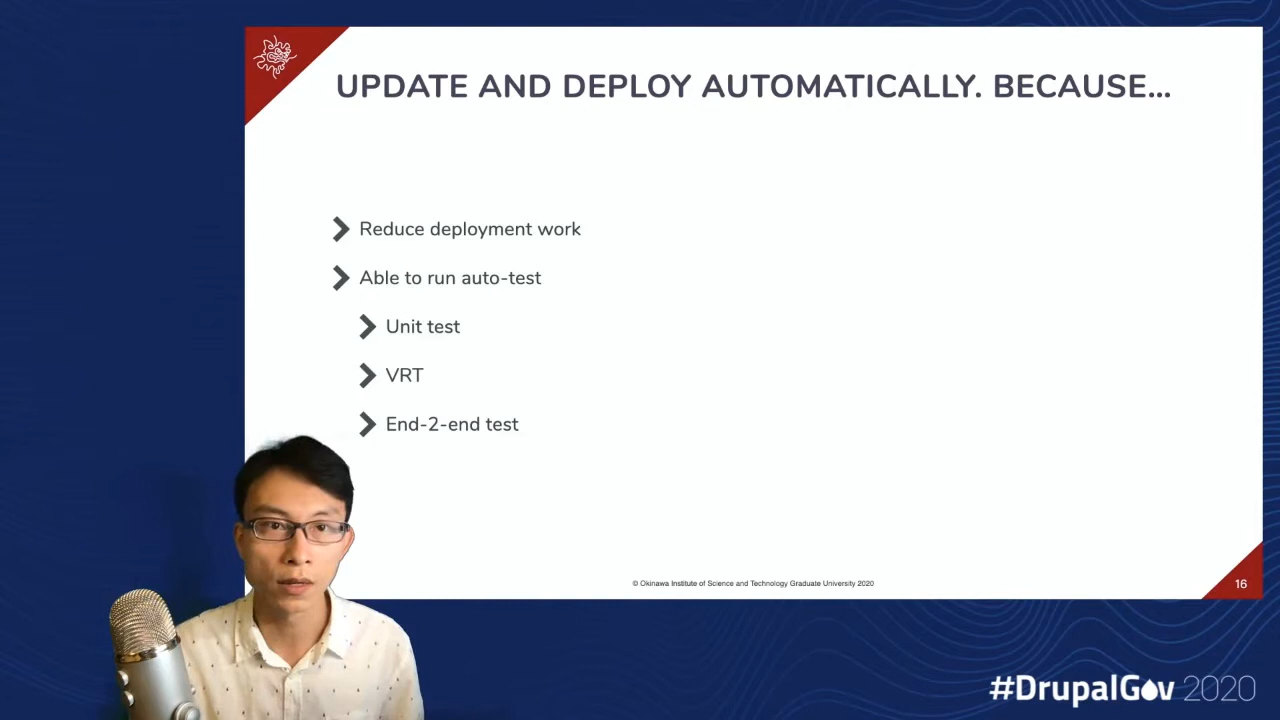 UPDATE AND DEPLOY AUTOMATICALLY. BECAUSE...
Reduce deployment work
Able to run auto-test
Unit test
VRT
End-2-end test
© Okinawa Institute of Science and Technology Graduate University 2020
16
#DrupalGov 2020